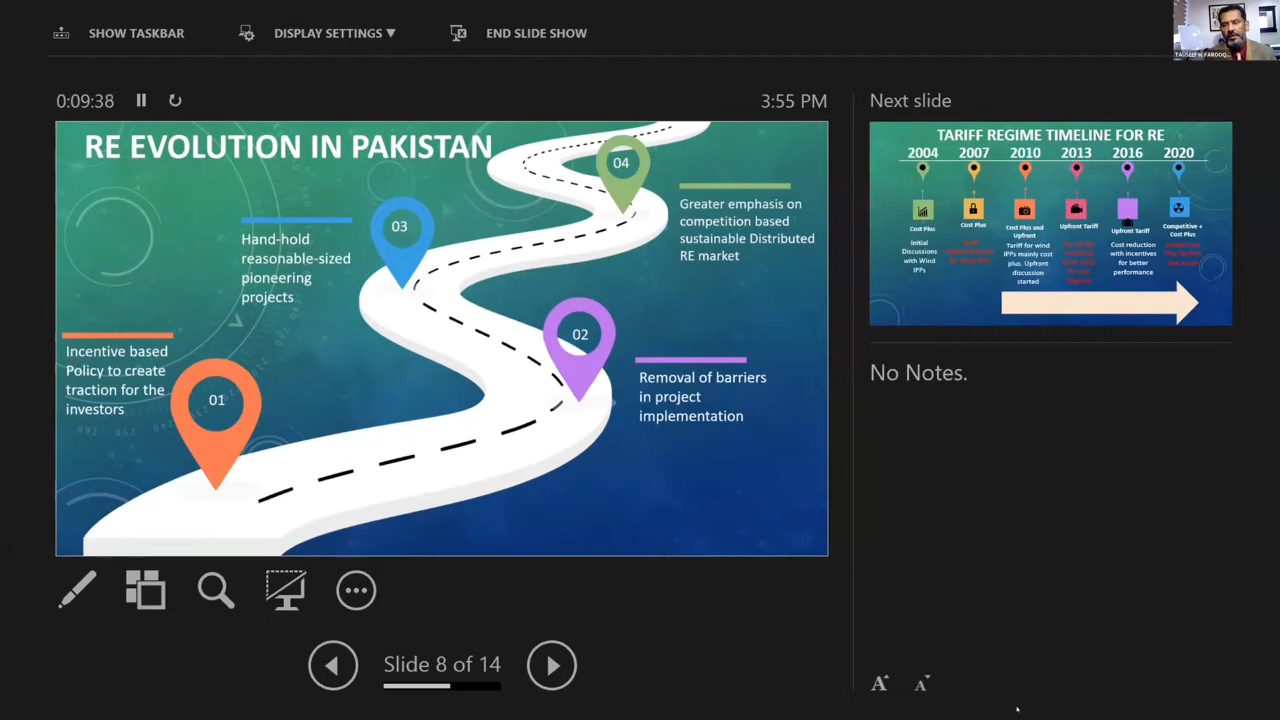 SHOW TASKBAR
DISPLAY SETTINGS ▼
END SLIDE SHOW
TAUSEEF H. FAROOQ...
0:09:38
3:55 PM
Next slide
RE EVOLUTION IN PAKISTAN
04
Greater emphasis on
competition based
sustainable Distributed
RE market
03
Hand-hold
reasonable-sized
pioneering
projects
02
Removal of barriers
in project
implementation
Incentive based
Policy to create
traction for the
investors
01
TARIFF REGIME TIMELINE FOR RE
2004 2007 2010 2013 2016 2020
Cost Plus
Initial
Discussions
with Wind
IPPs
Cost Plus
Cost Plus and
Upfront
Tariff for wind
IPPs mainly cost
plus. Upfront
discussion
started
Upfront Tariff
Upfront Tariff
Cost reduction
with incentives
for better
performance
Competitive +
Cost Plus
No Notes.
Slide 8 of 14
A A